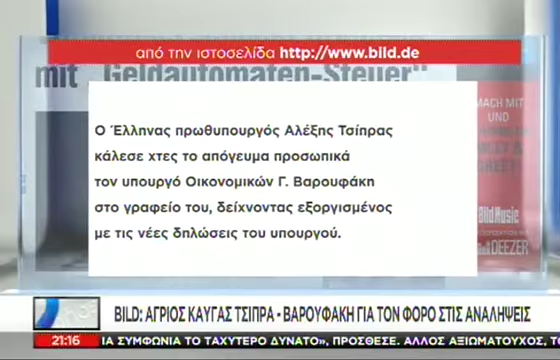 από την ιστοσελίδα http://www.bild.de
mit "Geldautomaten-Steuer"
Ο Έλληνας πρωθυπουργός Αλέξης Τσίπρας
κάλεσε χτες το απόγευμα προσωπικά
τον υπουργό Οικονομικών Γ. Βαρουφάκη
στο γραφείο του, δείχνοντας εξοργισμένος
με τις νέες δηλώσεις του υπουργού.
MACH MIT
UND
BildMusic
DEEZER
BILD: ΑΓΡΙΟΣ ΚΑΥΓΑΣ ΤΣΙΠΡΑ - ΒΑΡΟΥΦΑΚΗ ΓΙΑ ΤΟΝ ΦΟΡΟ ΣΤΙΣ ΑΝΑΛΗΨΕΙΣ
21:16 ΙΑ ΣΥΜΦΩΝΙΑ ΤΟ ΤΑΧΥΤΕΡΟ ΔΥΝΑΤΟ», ΠΡΟΣΘΕΣΕ. ΑΛΛΟΣ ΑΞΙΩΜΑΤΟΥΧΟΣ,